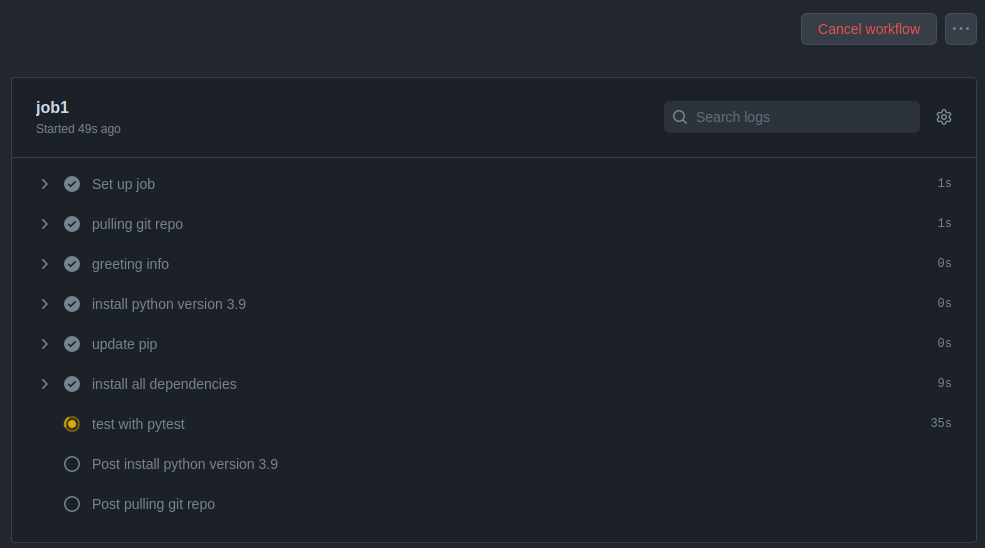 Cancel workflow
job1
Started 49s ago
Search logs
Set up job 1s
pulling git repo 1s
greeting info 0s
install python version 3.9 0s
update pip 0s
install all dependencies 9s
test with pytest 35s
Post install python version 3.9
Post pulling git repo